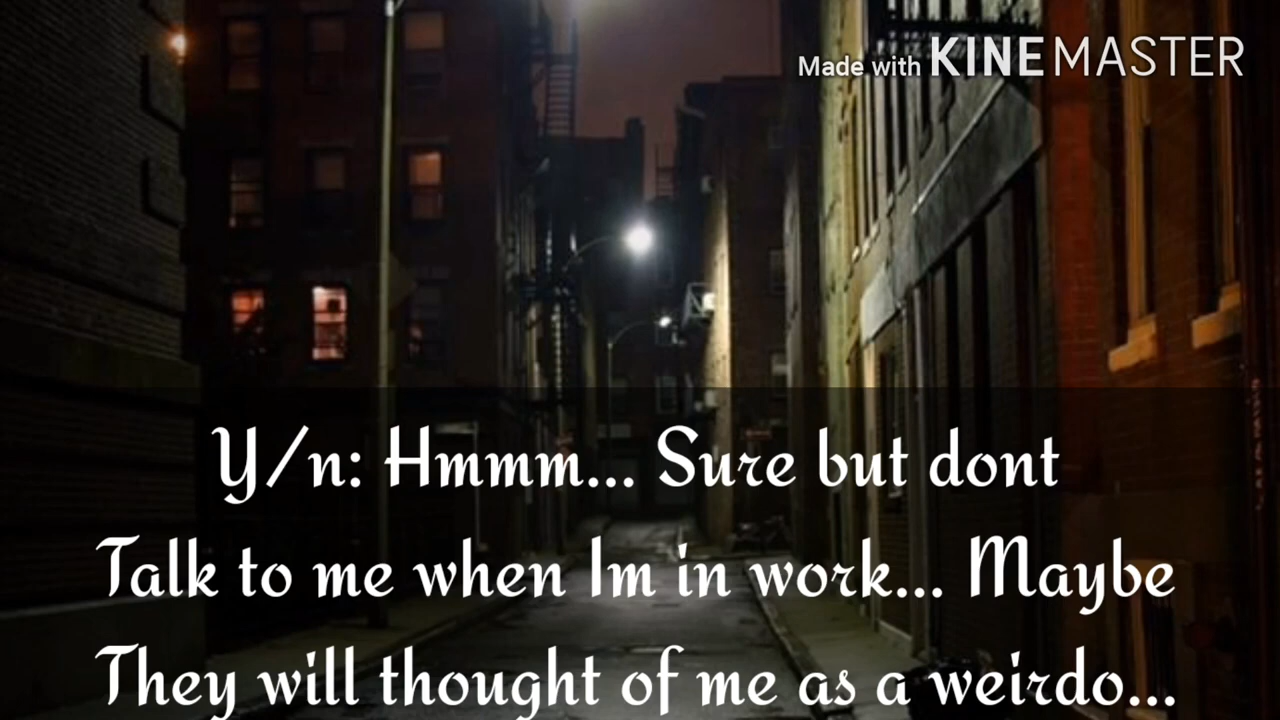 Made with KINEMASTER
Y/n: Hmmm... Sure but dont
Talk to me when Im in work... Maybe
They will thought of me as a weirdo...